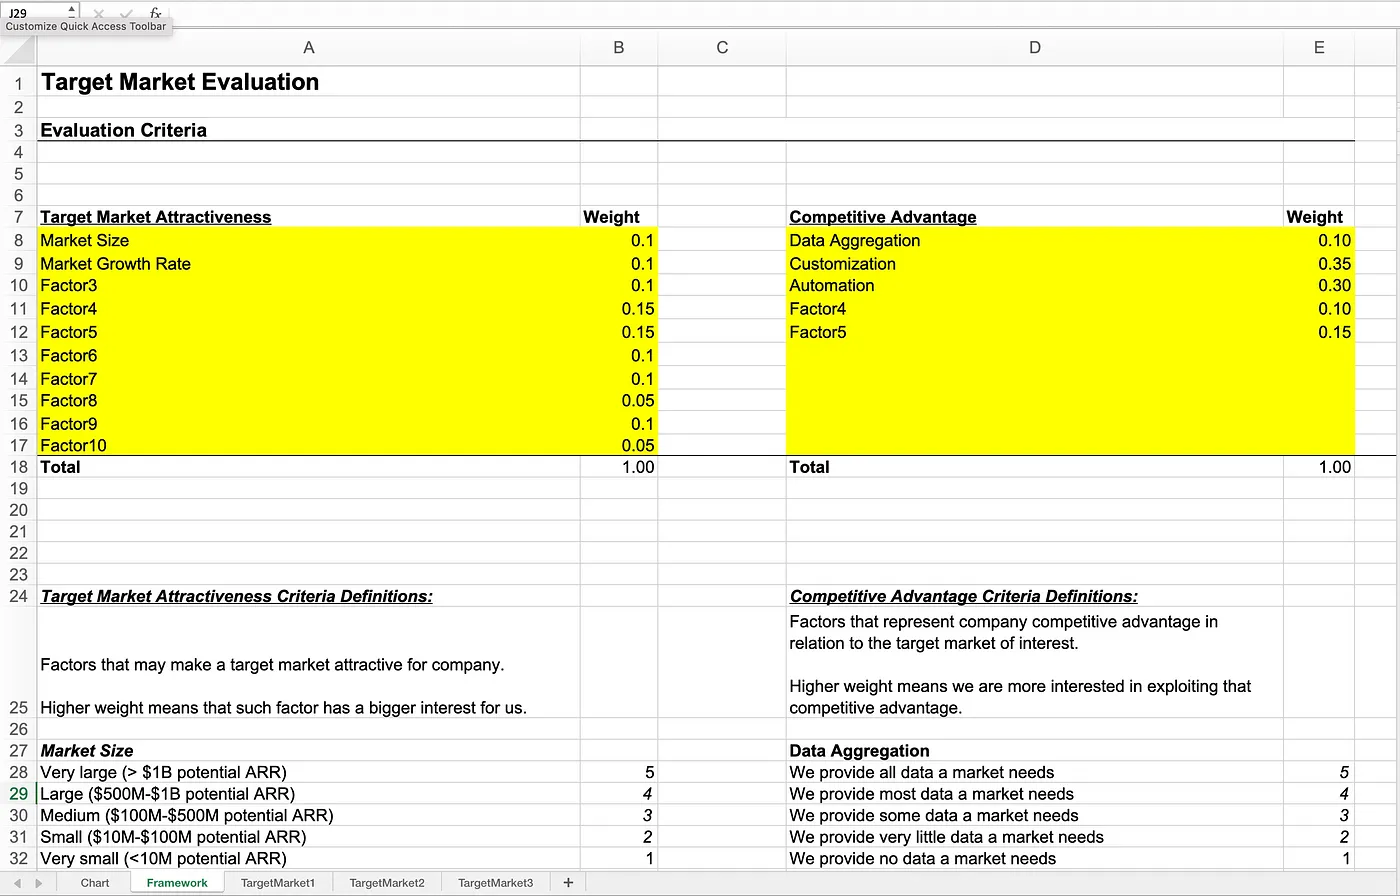 J29 fx
Customize Quick Access Toolbar
A B C D E
1 Target Market Evaluation
2
3 Evaluation Criteria
4
5
6
7 Target Market Attractiveness Weight Competitive Advantage Weight
8 Market Size 0.1 Data Aggregation 0.10
9 Market Growth Rate 0.1 Customization 0.35
10 Factor3 0.1 Automation 0.30
11 Factor4 0.15 Factor4 0.10
12 Factor5 0.15 Factor5 0.15
13 Factor6 0.1
14 Factor7 0.1
15 Factor8 0.05
16 Factor9 0.1
17 Factor10 0.05
18 Total 1.00 Total 1.00
19
20
21
22
23
24 Target Market Attractiveness Criteria Definitions: Competitive Advantage Criteria Definitions:
Factors that represent company competitive advantage in
relation to the target market of interest.
Factors that may make a target market attractive for company.
Higher weight means we are more interested in exploiting that
25 Higher weight means that such factor has a bigger interest for us. competitive advantage.
26
27 Market Size Data Aggregation
28 Very large (> $1B potential ARR) 5 We provide all data a market needs 5
29 Large ($500M-$1B potential ARR) 4 We provide most data a market needs 4
30 Medium ($100M-$500M potential ARR) 3 We provide some data a market needs 3
31 Small ($10M-$100M potential ARR) 2 We provide very little data a market needs 2
32 Very small (<10M potential ARR) 1 We provide no data a market needs 1
Chart Framework TargetMarket1 TargetMarket2 TargetMarket3 +